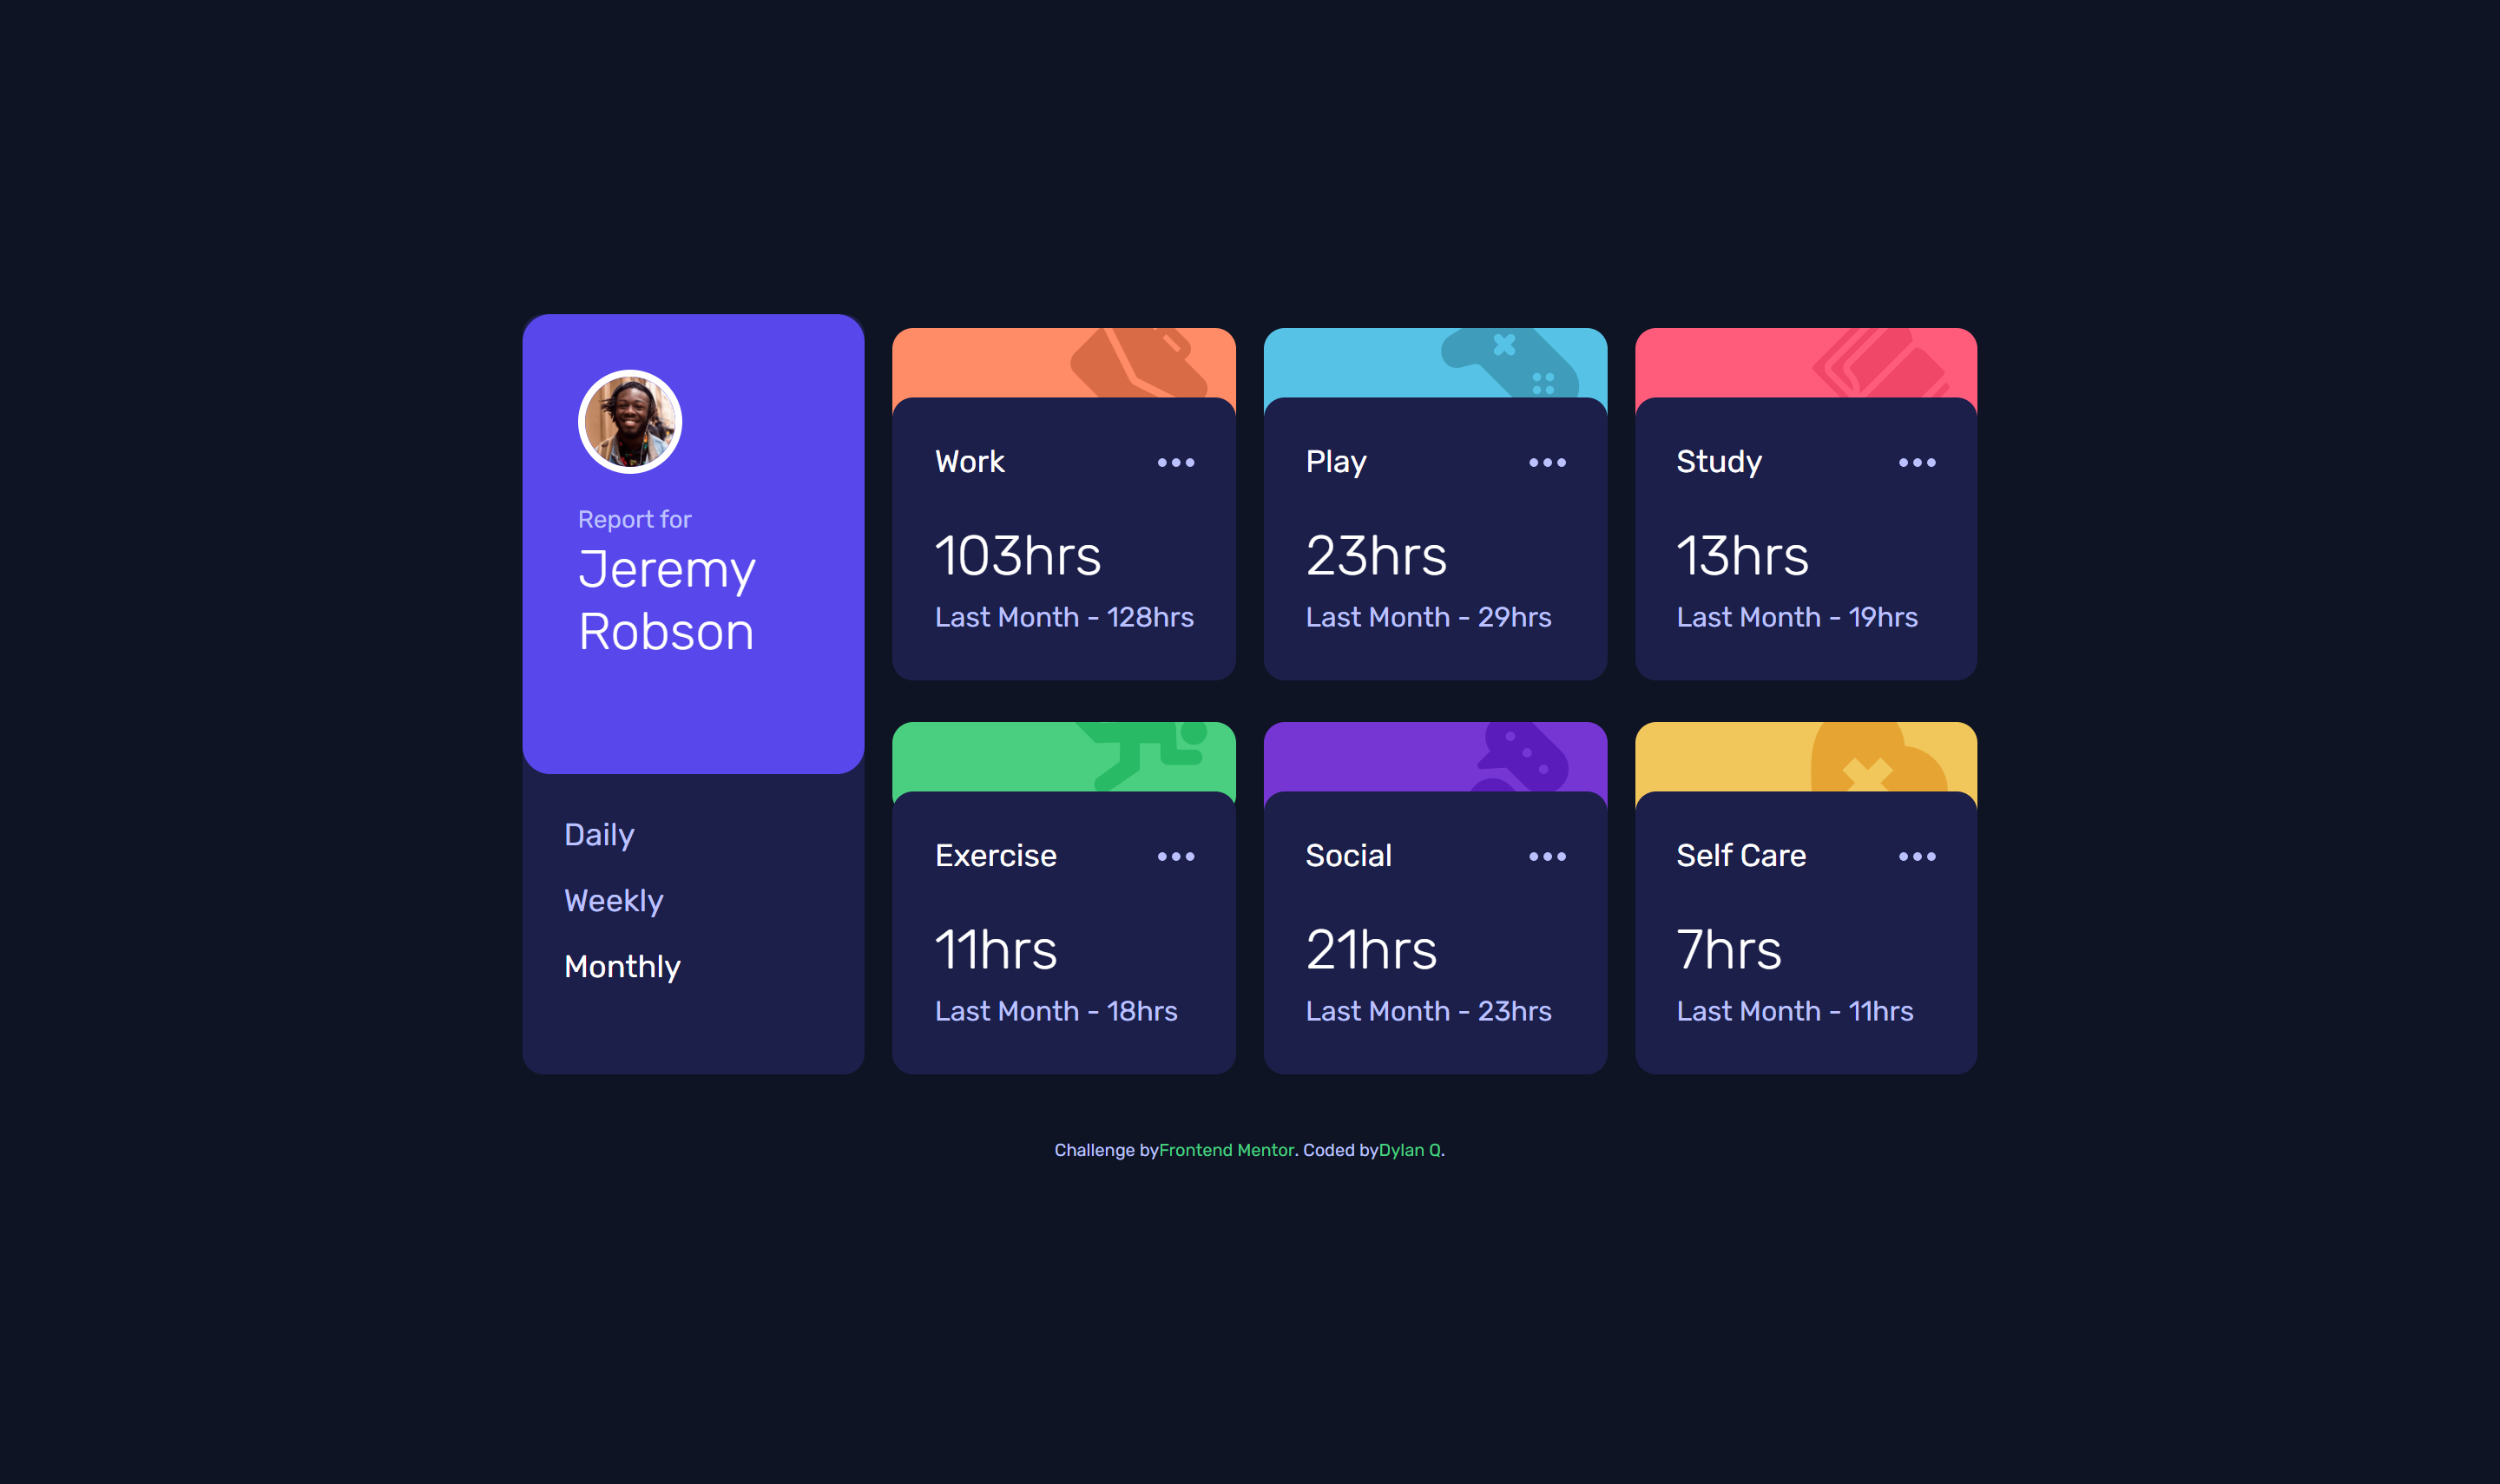 Report for
Jeremy
Robson
Daily
Weekly
Monthly
Work
103hrs
Last Month - 128hrs
Play
23hrs
Last Month - 29hrs
Study
13hrs
Last Month - 19hrs
Exercise
11hrs
Last Month - 18hrs
Social
21hrs
Last Month - 23hrs
Self Care
7hrs
Last Month - 11hrs
Challenge byFrontend Mentor. Coded byDylan Q.